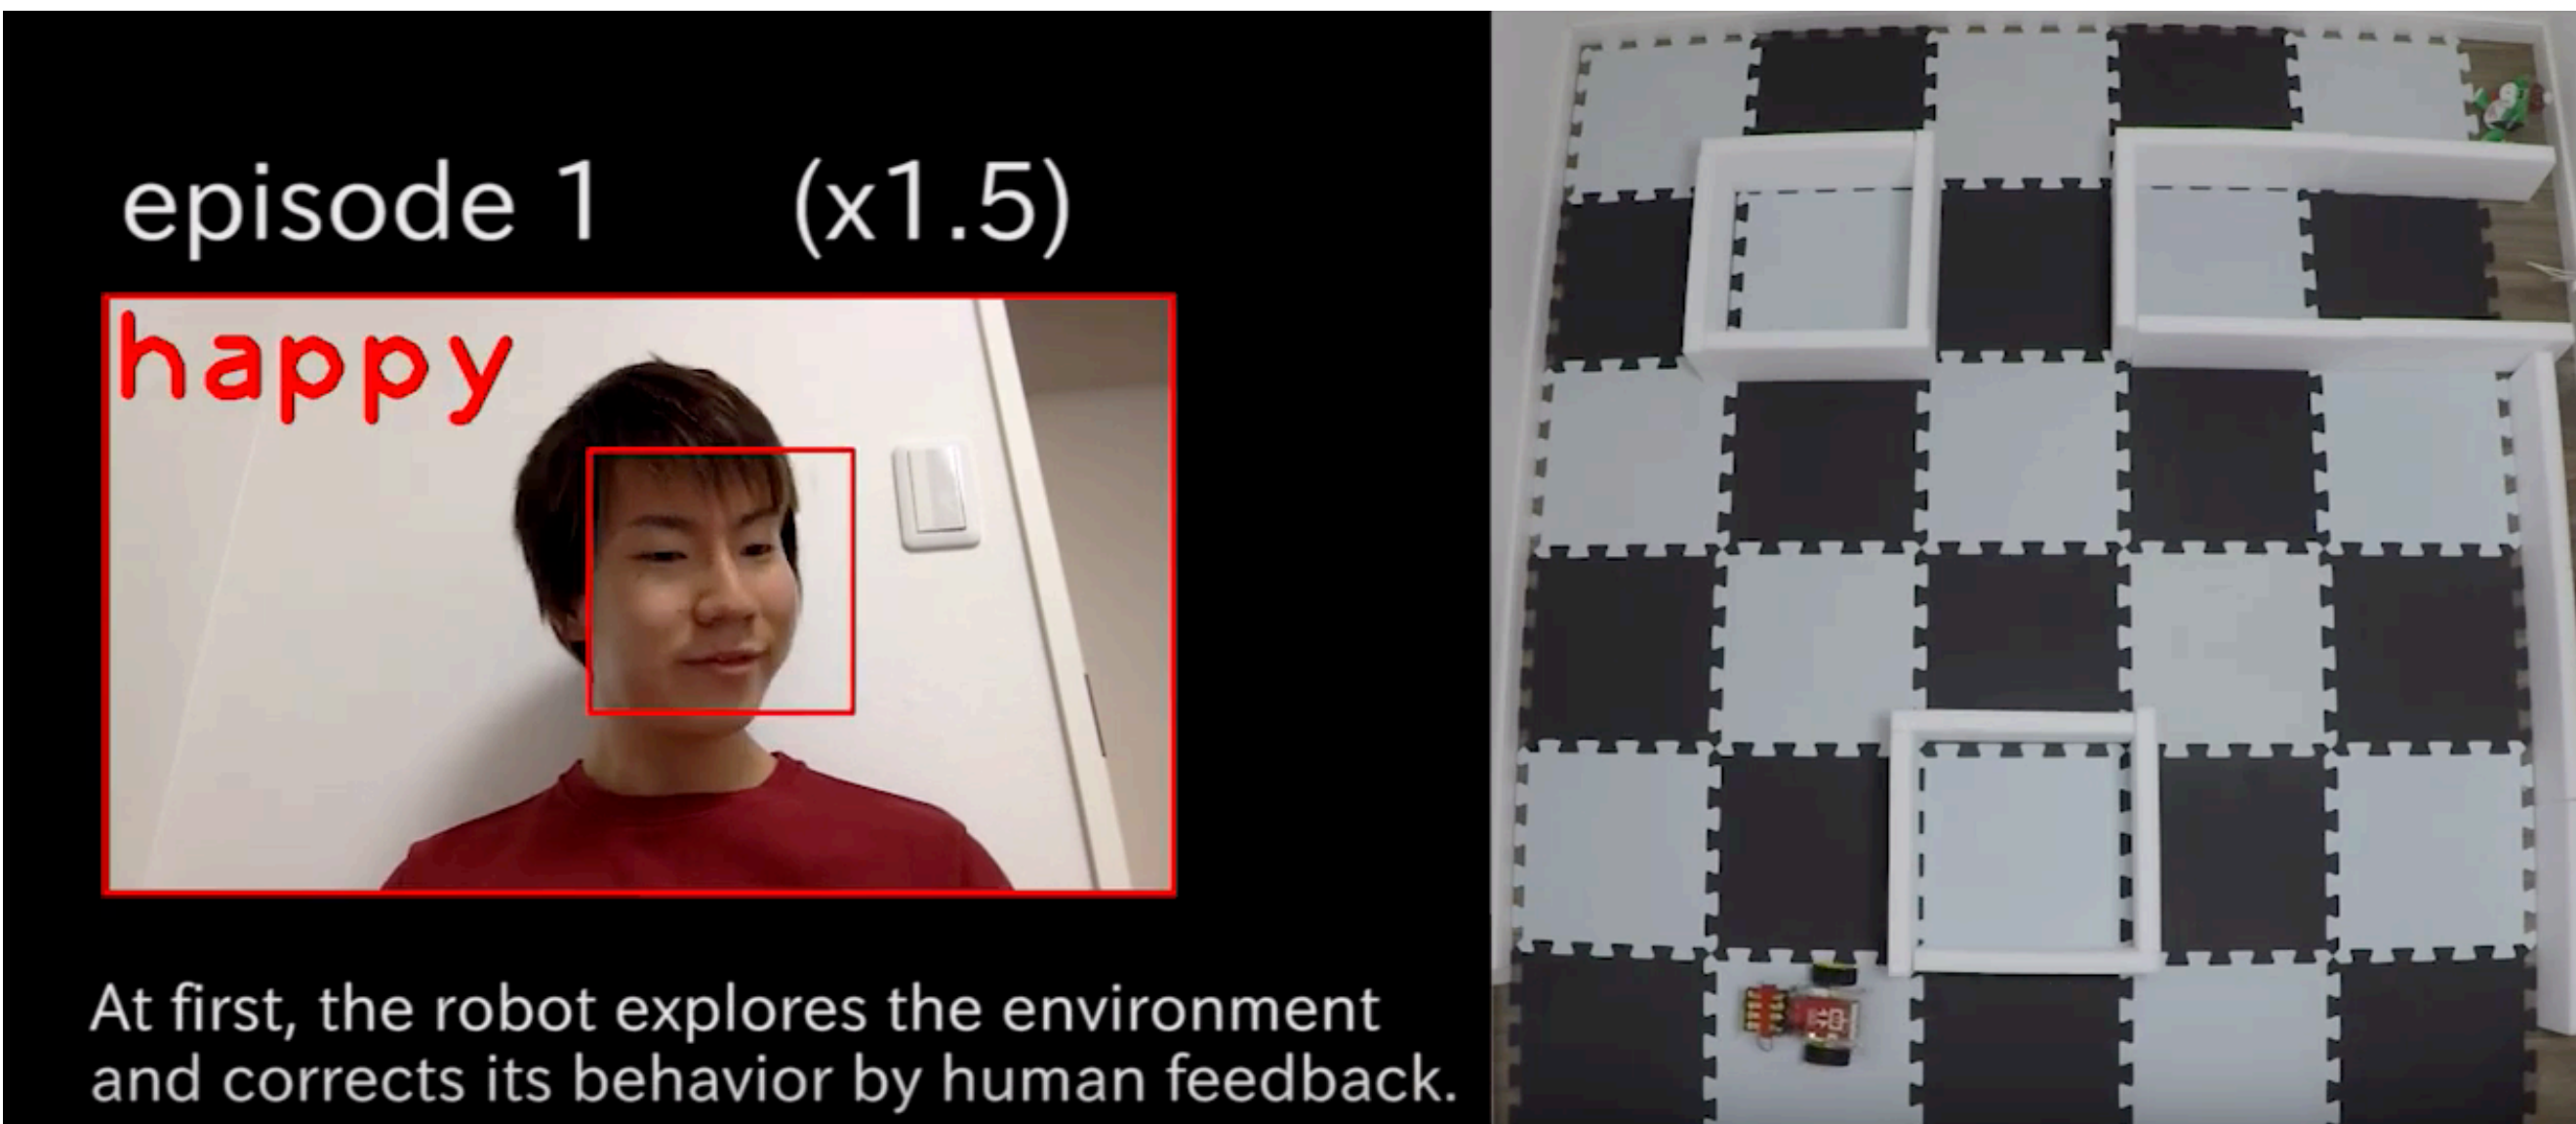 episode 1 (x1.5)
happy
At first, the robot explores the environment
and corrects its behavior by human feedback.